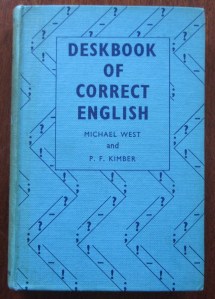 DESKBOOK
OF
CORRECT
ENGLISH
MICHAEL WEST
and
P. F. KIMBER